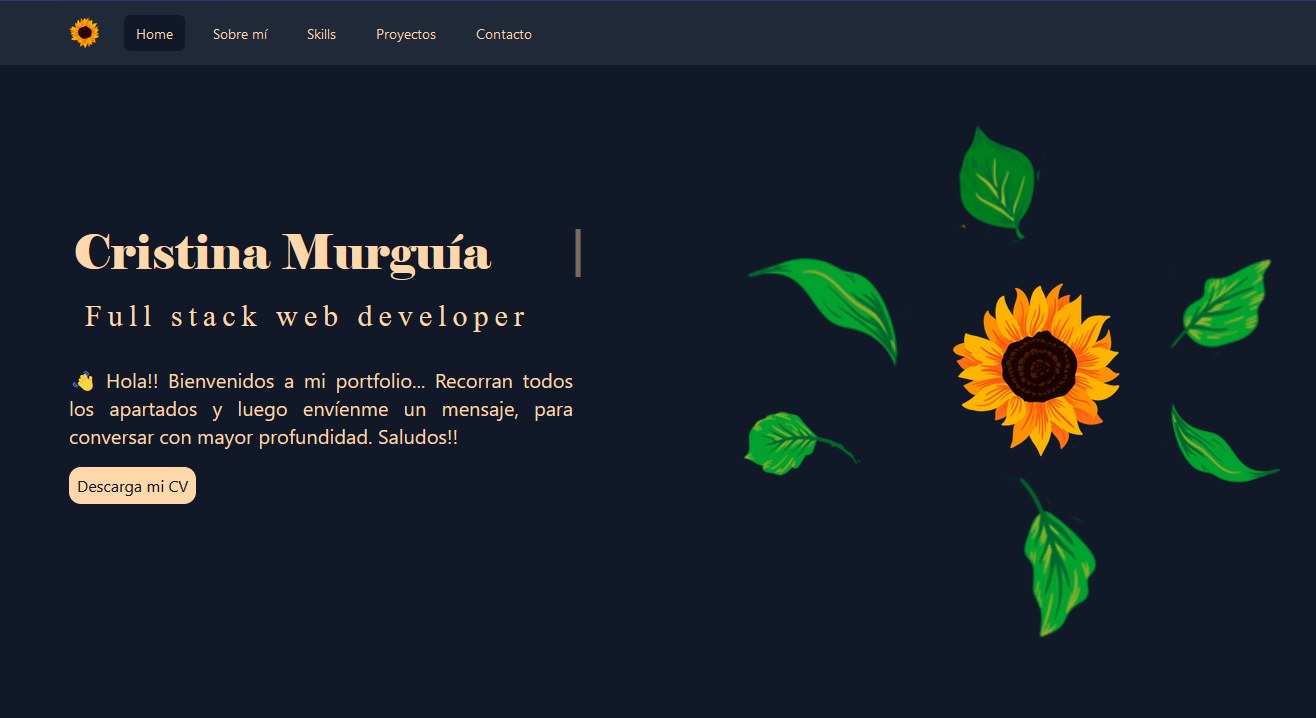 Home Sobre mí Skills Proyectos Contacto
Cristina Murguía
Full stack web developer
👋 Hola!! Bienvenidos a mi portfolio... Recorran todos
los apartados y luego envíenme un mensaje, para
conversar con mayor profundidad. Saludos!!
Descarga mi CV